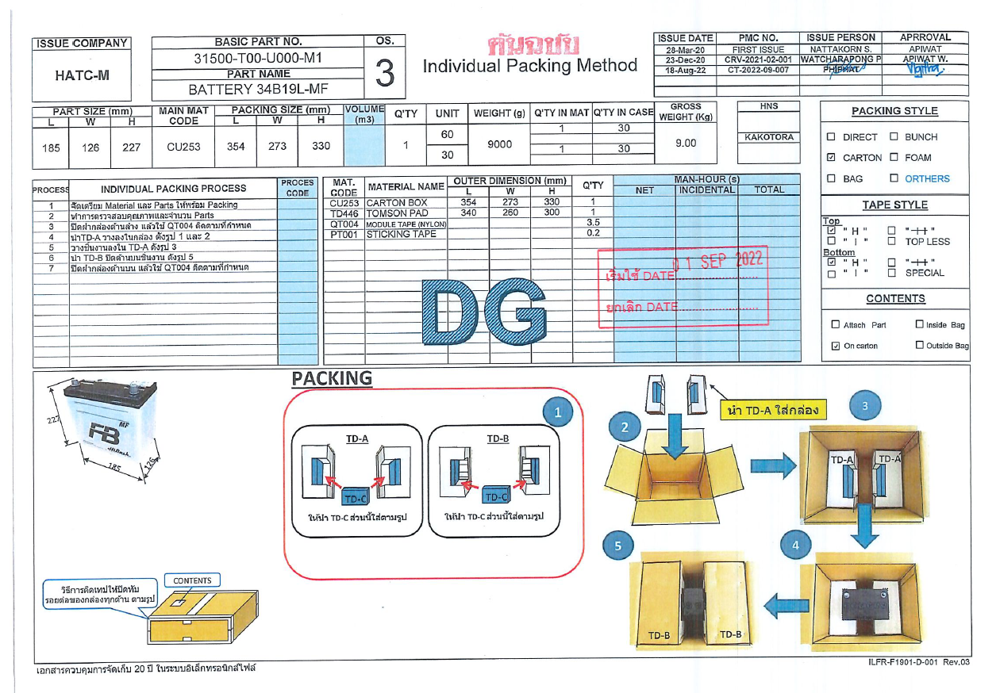 ต้นฉบับ
Individual Packing Method
ISSUE COMPANY
HATC-M
BASIC PART NO.
31500-T00-U000-M1
PART NAME
BATTERY 34B19L-MF
OS.
3
ISSUE DATE PMC NO. ISSUE PERSON APRROVAL
28-Mar-20 FIRST ISSUE NATTAKORN S. APIWAT
23-Dec-20 CRV-2021-02-001 WATCHARAPONG P APIWAT W.
18-Aug-22 CT-2022-09-007 PHIPHAT
PART SIZE (mm) MAIN MAT CODE PACKING SIZE (mm) VOLUME (m3) Q'TY UNIT WEIGHT (g) Q'TY IN MAT Q'TY IN CASE GROSS WEIGHT (Kg)
L W H L W H
185 126 227 CU253 354 273 330 1 60 9000 1 30 9.00
30 1 30
HNS
KAKOTORA
PACKING STYLE
DIRECT BUNCH
CARTON FOAM
BAG ORTHERS
TAPE STYLE
Top
" H "
" I " TOP LESS
Bottom
" H "
" I " SPECIAL
CONTENTS
Attach Part Inside Bag
On carton Outside Bag
PROCESS INDIVIDUAL PACKING PROCESS PROCES CODE
1 จัดเตรียม Material และ Parts ให้พร้อม Packing
2 ทำการตรวจสอบคุณภาพและจำนวน Parts
3 ปิดฝากล่องด้านล่าง แล้วใช้ QT004 ติดตามที่กำหนด
4 นำTD-A วางลงในกล่อง ดังรูป 1 และ 2
5 วางชิ้นงานลงใน TD-A ดังรูป 3
6 นำ TD-B ปิดด้านบนชิ้นงาน ดังรูป 5
7 ปิดฝากล่องด้านบน แล้วใช้ QT004 ติดตามที่กำหนด
MAT. CODE MATERIAL NAME OUTER DIMENSION (mm) Q'TY MAN-HOUR (s)
L W H NET INCIDENTAL TOTAL
CU253 CARTON BOX 354 273 330 1
TD446 TOMSON PAD 340 260 300 1
QT004 MODULE TAPE (NYLON) 3.5
PT001 STICKING TAPE 0.2
DG
01 SEP 2022
เริ่มใช้ DATE
ยกเลิก DATE
PACKING
227
MF
FB
185
126
1
TD-A
TD-C
ให้นำ TD-C ส่วนนี้ใส่ตามรูป
TD-B
TD-C
ให้นำ TD-C ส่วนนี้ใส่ตามรูป
นำ TD-A ใส่กล่อง
2
3
TD-A TD-A
4
5
TD-B TD-B
วิธีการติดเทปให้ปิดทับ
รอยต่อของกล่องทุกด้าน ตามรูป
CONTENTS
เอกสารควบคุมการจัดเก็บ 20 ปี ในระบบอิเล็กทรอนิกส์ไฟล์
ILFR-F1901-D-001 Rev.03